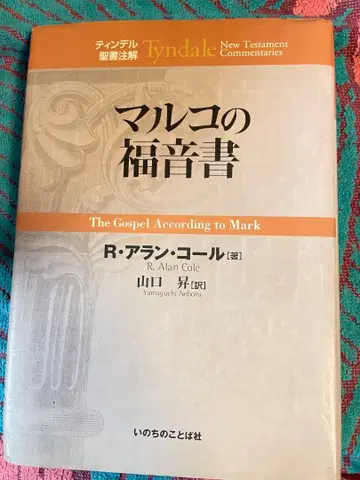 ティンデル
聖書注解
Tyndale
New Testament
Commentaries
マルコの
福音書
The Gospel According to Mark
R・アラン・コール[著]
R. Alan Cole
山口 昇[訳]
Yamaguchi Noboru
いのちのことば社